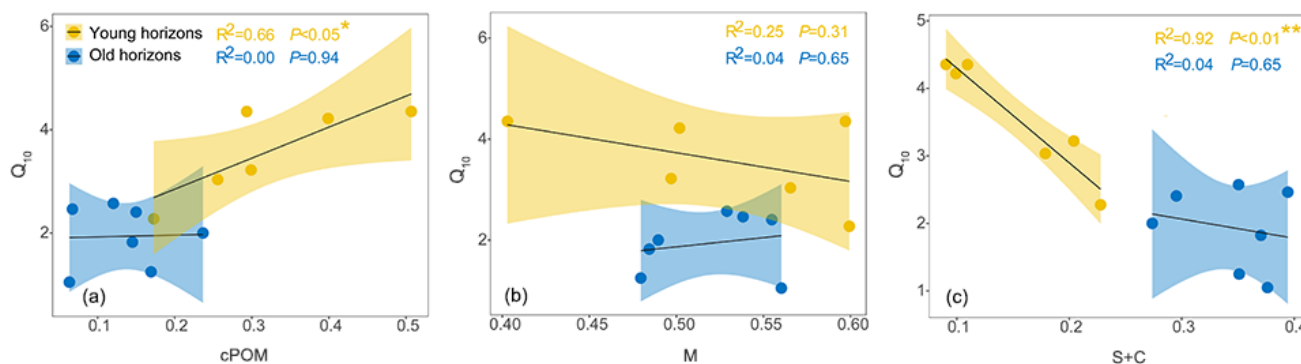 Young horizons R²=0.66 P<0.05*
Old horizons R²=0.00 P=0.94
6
4
2
Q10
(a)
0.1 0.2 0.3 0.4 0.5
cPOM
R²=0.25 P=0.31
R²=0.04 P=0.65
6
4
2
Q10
(b)
0.40 0.45 0.50 0.55 0.60
M
R²=0.92 P<0.01**
R²=0.04 P=0.65
5
4
3
2
1
Q10
(c)
0.1 0.2 0.3 0.4
S+C